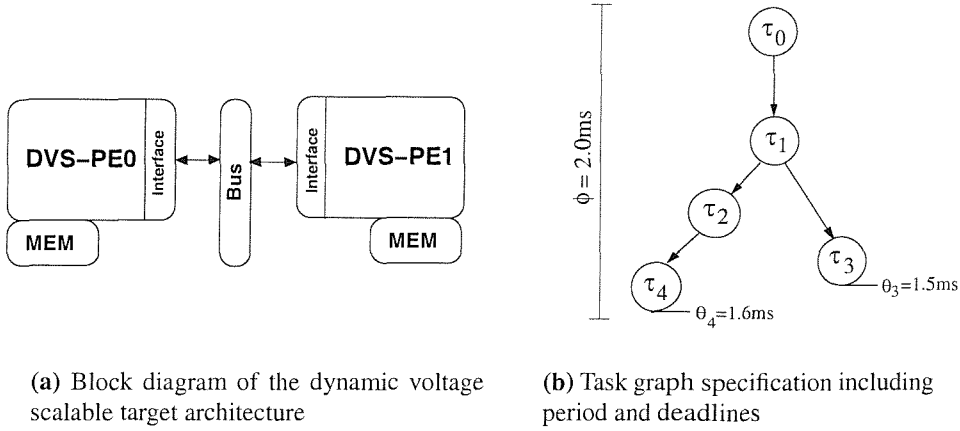 DVS-PE0
Interface
MEM
Bus
Interface
DVS-PE1
MEM
ϕ = 2.0ms
τ0
τ1
τ2
τ3
τ4
θ3=1.5ms
θ4=1.6ms
(a) Block diagram of the dynamic voltage
scalable target architecture
(b) Task graph specification including
period and deadlines